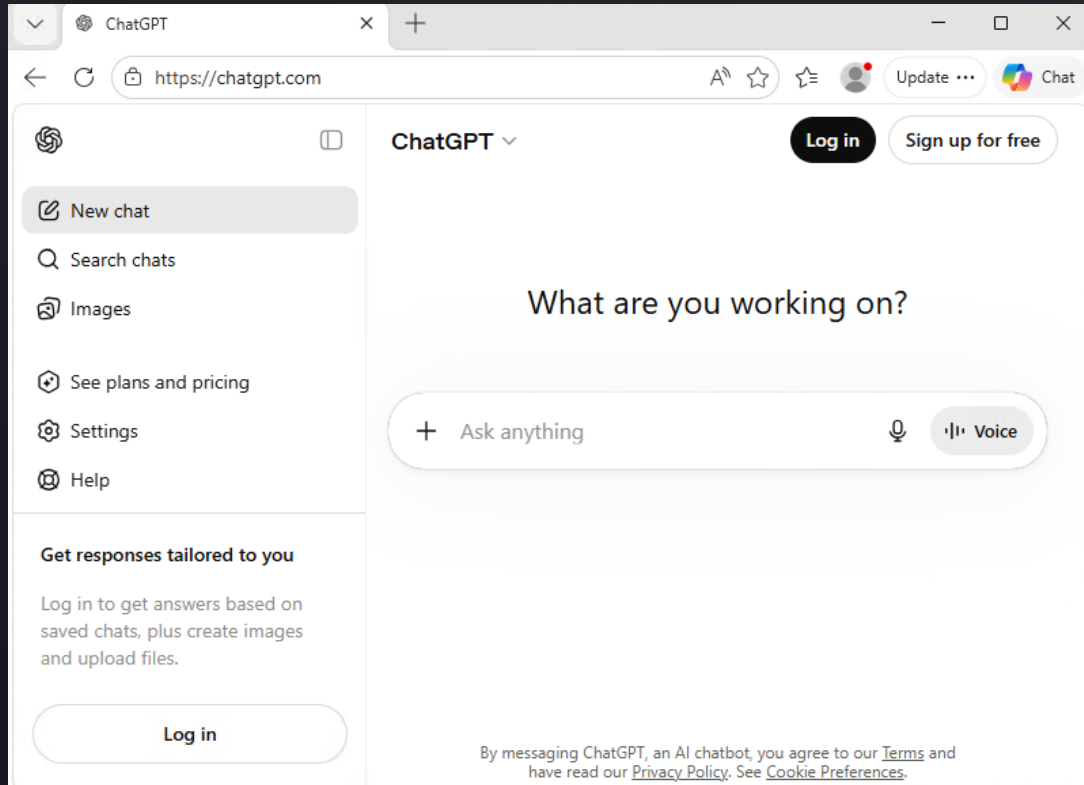 ChatGPT
https://chatgpt.com
Update
Chat
New chat
Search chats
Images
See plans and pricing
Settings
Help
Get responses tailored to you
Log in to get answers based on
saved chats, plus create images
and upload files.
Log in
ChatGPT
Log in
Sign up for free
What are you working on?
Ask anything
Voice
By messaging ChatGPT, an AI chatbot, you agree to our Terms and
have read our Privacy Policy. See Cookie Preferences.